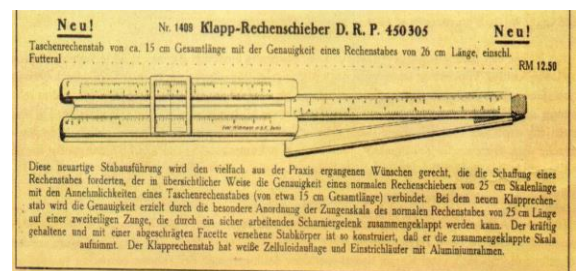 Neu! Nr. 1409 Klapp-Rechenschieber D. R. P. 450305 Neu!
Taschenrechenstab von ca. 15 cm Gesamtlänge mit der Genauigkeit eines Rechenstabes von 26 cm Länge, einschl.
Futteral . . . . . . . . . . RM 12.50
Diese neuartige Stabausführung wird den vielfach aus der Praxis ergangenen Wünschen gerecht, die die Schaffung eines
Rechenstabes forderten, der in übersichtlicher Weise die Genauigkeit eines normalen Rechenschiebers von 25 cm Skalenlänge
mit den Annehmlichkeiten eines Taschenrechenstabes (von etwa 15 cm Gesamtlänge) verbindet. Bei dem neuen Klapprechen-
stab wird die Genauigkeit erzielt durch die besondere Anordnung der Zungenskala des normalen Rechenstabes von 25 cm Länge
auf einer zweiteiligen Zunge, die durch ein sicher arbeitendes Scharniergelenk zusammengeklappt werden kann. Der kräftig
gehaltene und mit einer abgeschrägten Facette versehene Stabkörper ist so konstruiert, daß er die zusammengeklappte Skala
aufnimmt. Der Klapprechenstab hat weiße Zelluloidauflage und Einstrichläufer mit Aluminiumrahmen.